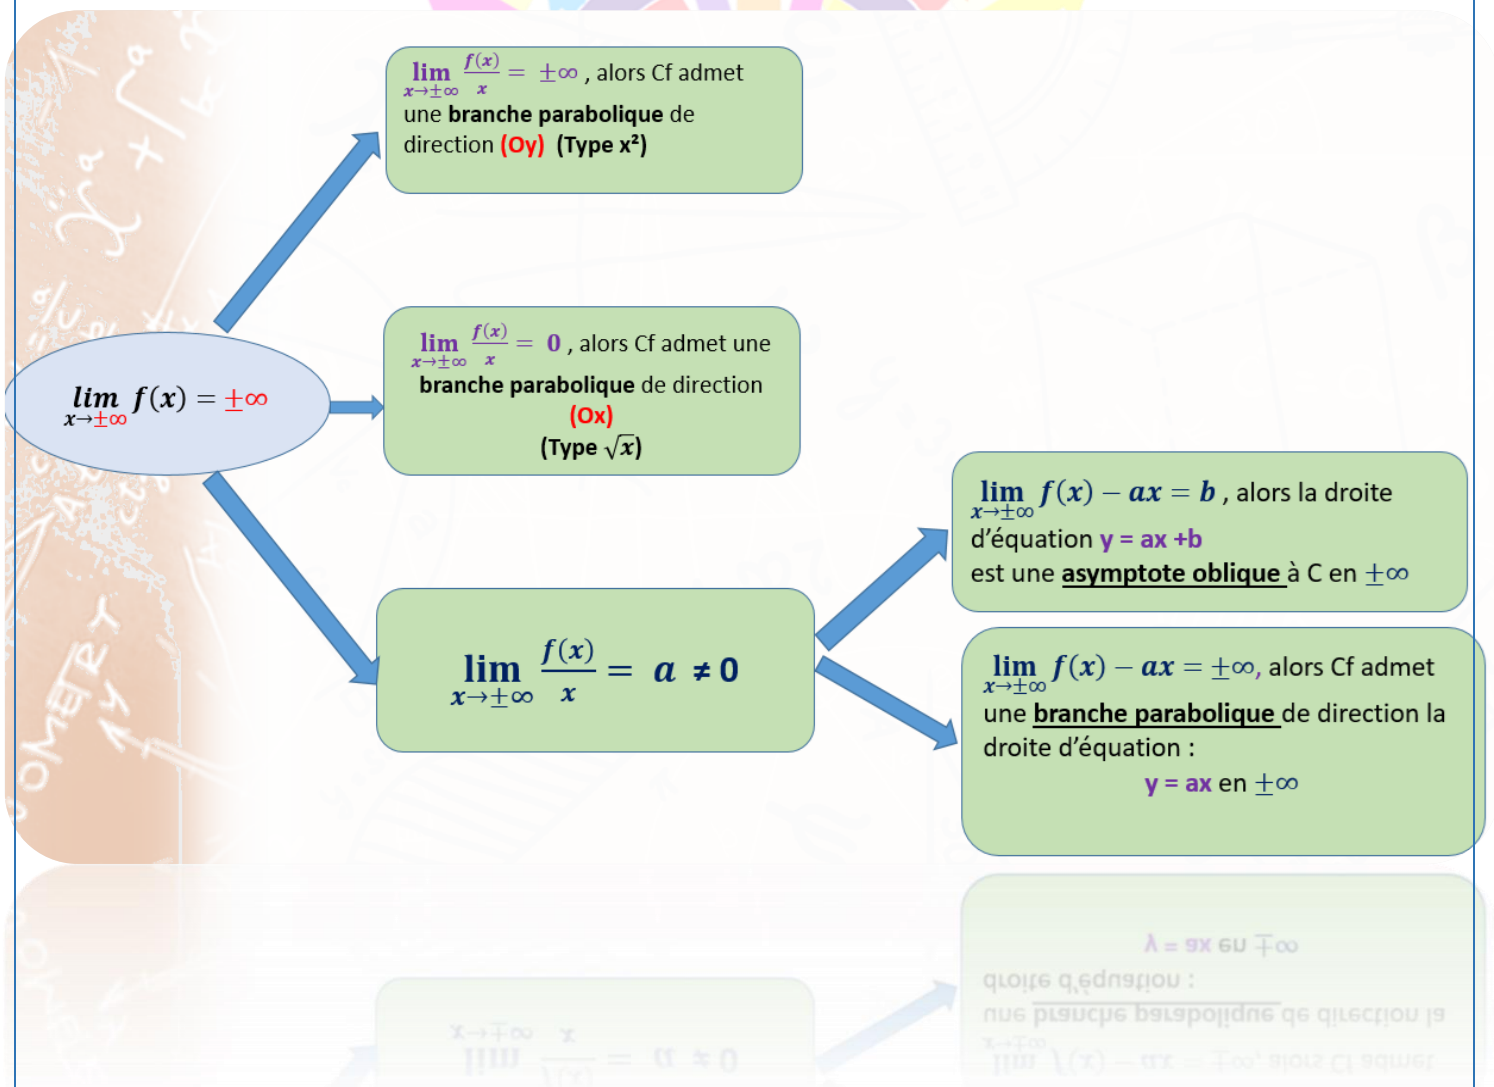 lim f(x)/x = ±∞ , alors Cf admet
x→±∞
une branche parabolique de
direction (Oy) (Type x²)
lim f(x)/x = 0 , alors Cf admet une
x→±∞
branche parabolique de direction
(Ox)
(Type √x)
lim f(x) = ±∞
x→±∞
lim f(x)/x = a ≠ 0
x→±∞
lim f(x) − ax = b , alors la droite
x→±∞
d’équation y = ax +b
est une asymptote oblique à C en ±∞
lim f(x) − ax = ±∞, alors Cf admet
x→±∞
une branche parabolique de direction la
droite d’équation :
y = ax en ±∞